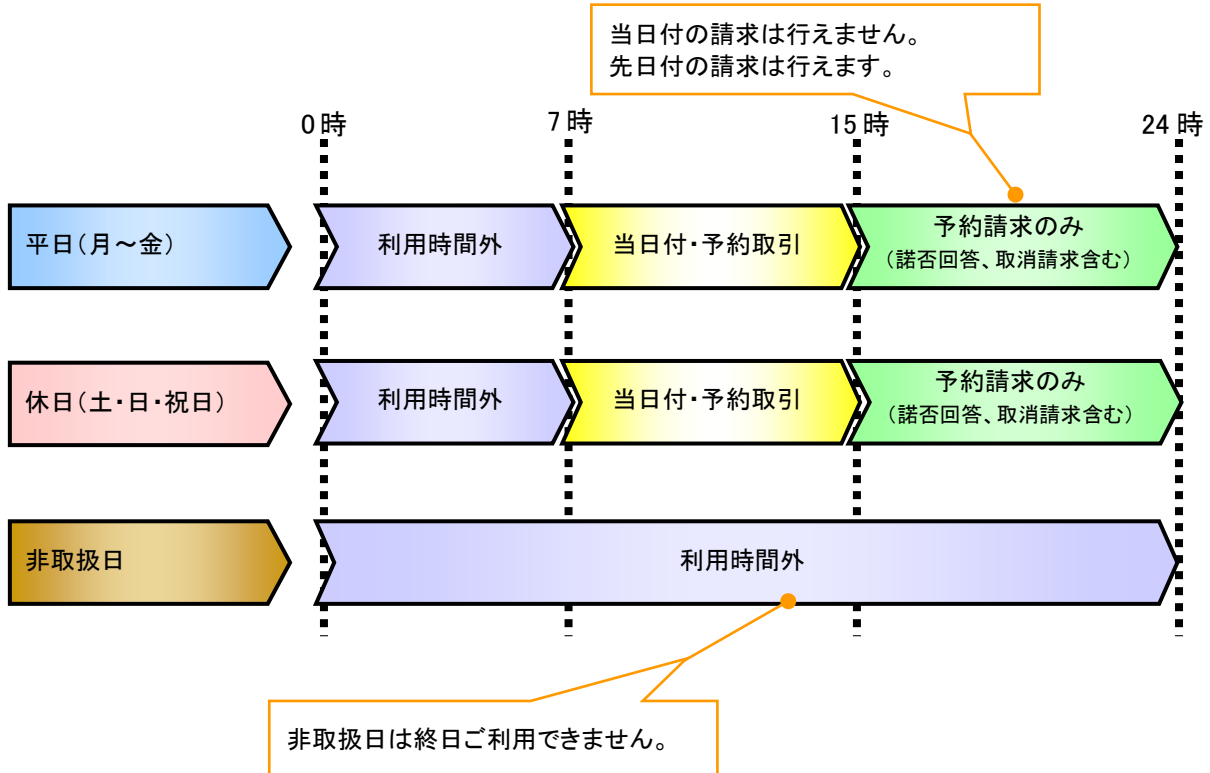 当日付の請求は行えません。
先日付の請求は行えます。
0時
7時
15時
24時
平日(月~金)
利用時間外
当日付・予約取引
予約請求のみ
(諾否回答、取消請求含む)
休日(土・日・祝日)
利用時間外
当日付・予約取引
予約請求のみ
(諾否回答、取消請求含む)
非取扱日
利用時間外
非取扱日は終日ご利用できません。